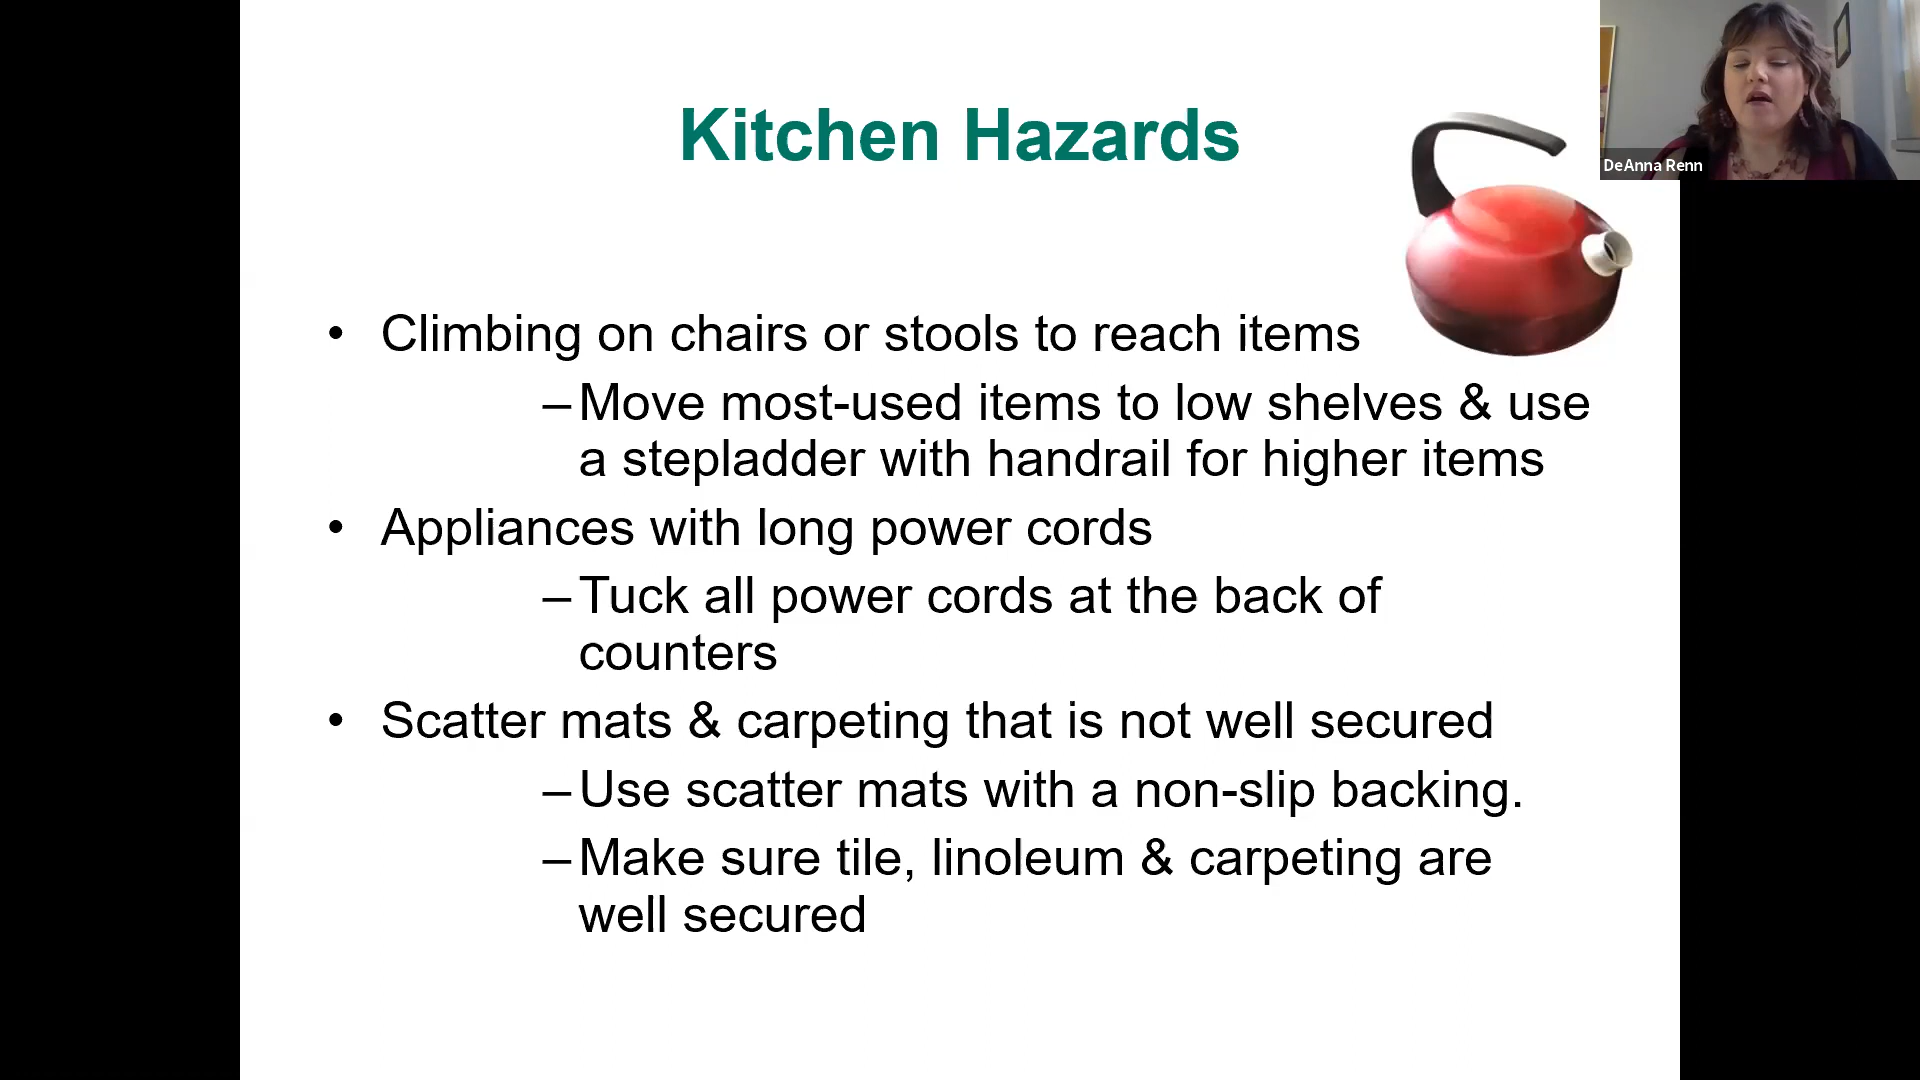 Kitchen Hazards
DeAnna Renn
• Climbing on chairs or stools to reach items
–Move most-used items to low shelves & use
a stepladder with handrail for higher items
• Appliances with long power cords
–Tuck all power cords at the back of
counters
• Scatter mats & carpeting that is not well secured
–Use scatter mats with a non-slip backing.
–Make sure tile, linoleum & carpeting are
well secured